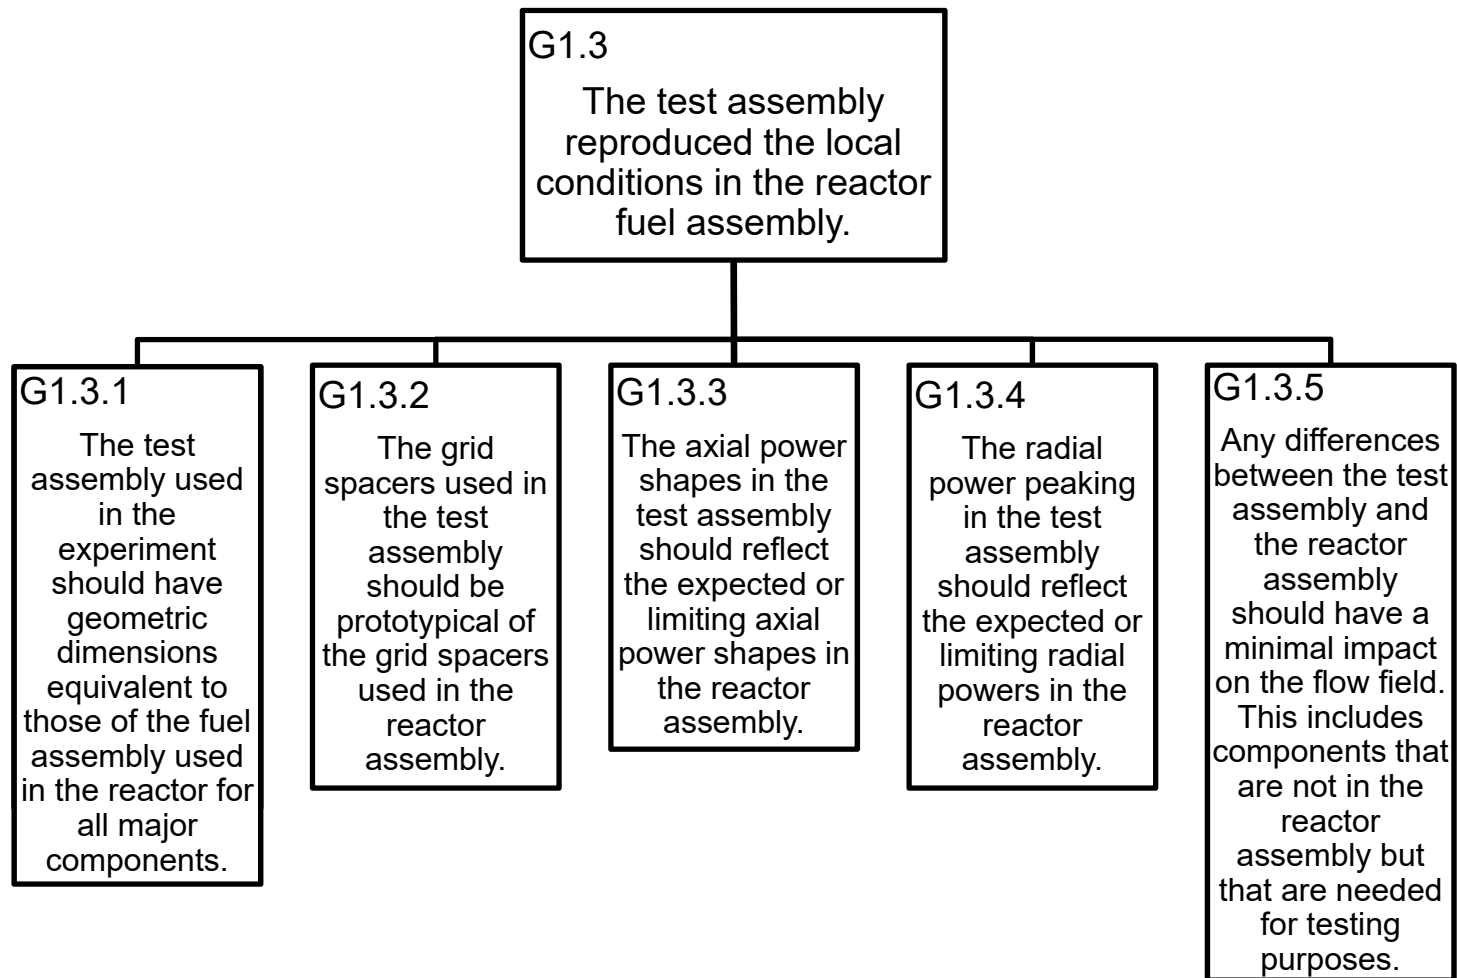 G1.3
The test assembly
reproduced the local
conditions in the reactor
fuel assembly.
G1.3.1
The test
assembly used
in the
experiment
should have
geometric
dimensions
equivalent to
those of the fuel
assembly used
in the reactor for
all major
components.
G1.3.2
The grid
spacers used in
the test
assembly
should be
prototypical of
the grid spacers
used in the
reactor
assembly.
G1.3.3
The axial power
shapes in the
test assembly
should reflect
the expected or
limiting axial
power shapes in
the reactor
assembly.
G1.3.4
The radial
power peaking
in the test
assembly
should reflect
the expected or
limiting radial
powers in the
reactor
assembly.
G1.3.5
Any differences
between the test
assembly and
the reactor
assembly
should have a
minimal impact
on the flow field.
This includes
components that
are not in the
reactor
assembly but
that are needed
for testing
purposes.